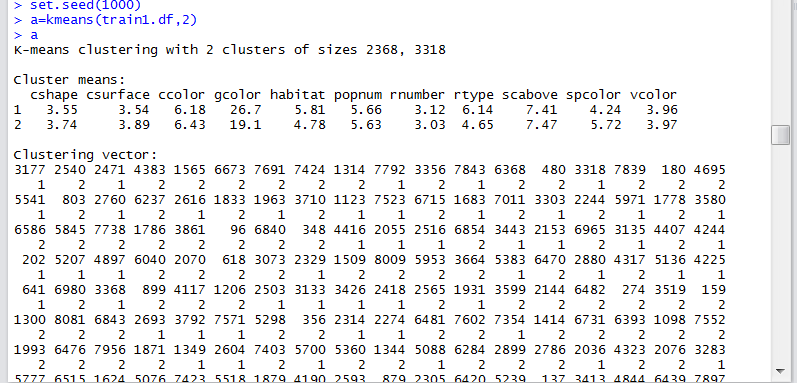 > set.seed(1000)
> a=kmeans(train1.df,2)
> a
K-means clustering with 2 clusters of sizes 2368, 3318
Cluster means:
cshape csurface ccolor gcolor habitat popnum rnumber rtype scabove spcolor vcolor
1 3.55 3.54 6.18 26.7 5.81 5.66 3.12 6.14 7.41 4.24 3.96
2 3.74 3.89 6.43 19.1 4.78 5.63 3.03 4.65 7.47 5.72 3.97
Clustering vector:
3177 2540 2471 4383 1565 6673 7691 7424 1314 7792 3356 7843 6368 480 3318 7839 180 4695
1 2 1 2 2 2 2 2 2 1 2 1 2 2 1 2 2 2
5541 803 2760 6237 2616 1833 1963 3710 1123 7523 6715 1683 7011 3303 2244 5971 1778 3580
1 2 1 2 1 2 1 2 1 2 1 2 2 1 2 1 2 1
6586 5845 7738 1786 3861 96 6840 348 4416 2055 2516 6854 3443 2153 6965 3135 4407 4244
2 2 2 1 2 2 2 2 1 1 1 2 1 1 2 2 1 1
202 5207 4897 6040 2070 618 3073 2329 1509 8009 5953 3664 5383 6470 2880 4317 5136 4225
1 1 1 2 2 2 2 1 1 2 2 2 2 1 2 1 2 1 1
641 6980 3368 899 4117 1206 2503 3133 3426 2418 2565 1931 3599 2144 6482 274 3519 159
1 2 1 2 2 2 1 1 1 1 2 1 1 2 2 2 2 2
1300 8081 6843 2693 3792 7571 5298 356 2314 2274 6481 7602 7354 1414 6731 6393 1098 7552
2 2 2 1 1 1 2 2 1 1 2 2 1 2 2 2 2 2
1993 6476 7956 1871 1349 2604 7403 5700 5360 1344 5088 6284 2899 2786 2036 4323 2076 3283
2 2 2 2 1 1 2 1 2 1 2 2 1 1 1 1 1 2
5777 6515 1624 5076 7423 5518 1879 4190 2593 879 2305 6420 5239 137 3413 4844 6439 7897